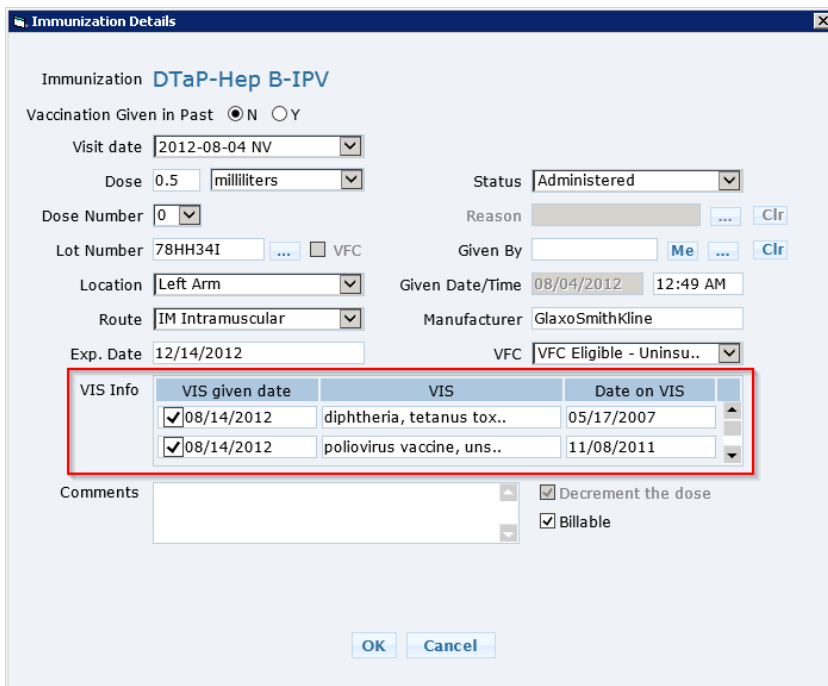 Immunization Details
Immunization DTaP-Hep B-IPV
Vaccination Given in Past N Y
Visit date 2012-08-04 NV
Dose 0.5 milliliters Status Administered
Dose Number 0 Reason ... Clr
Lot Number 78HH34I ... VFC Given By Me ... Clr
Location Left Arm Given Date/Time 08/04/2012 12:49 AM
Route IM Intramuscular Manufacturer GlaxoSmithKline
Exp. Date 12/14/2012 VFC VFC Eligible - Uninsu..
VIS Info VIS given date VIS Date on VIS
08/14/2012 diphtheria, tetanus tox.. 05/17/2007
08/14/2012 poliovirus vaccine, uns.. 11/08/2011
Comments Decrement the dose
Billable
OK Cancel